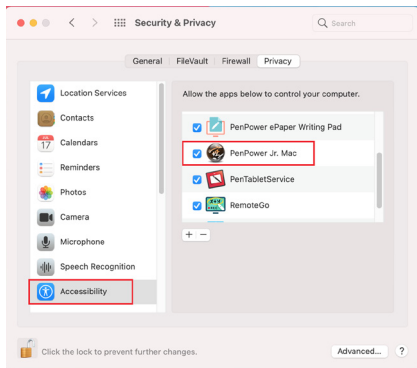 Security & Privacy
Search
General FileVault Firewall Privacy
Location Services
Contacts
17
Calendars
Reminders
Photos
Camera
Microphone
Speech Recognition
Accessibility
Allow the apps below to control your computer.
PenPower ePaper Writing Pad
PenPower Jr. Mac
PenTabletService
RemoteGo
+ −
Click the lock to prevent further changes.
Advanced... ?